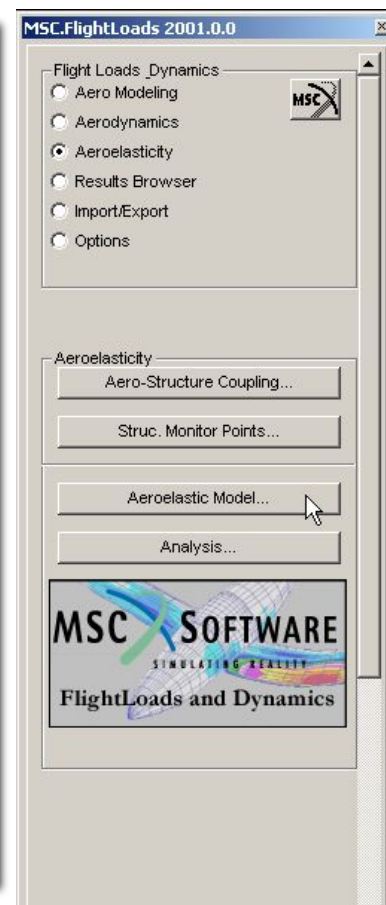 MSC.FlightLoads 2001.0.0
Flight Loads _Dynamics
Aero Modeling
MSC
Aerodynamics
Aeroelasticity
Results Browser
Import/Export
Options
Aeroelasticity
Aero-Structure Coupling...
Struc. Monitor Points...
Aeroelastic Model...
Analysis...
MSC SOFTWARE
SIMULATING REALITY
FlightLoads and Dynamics